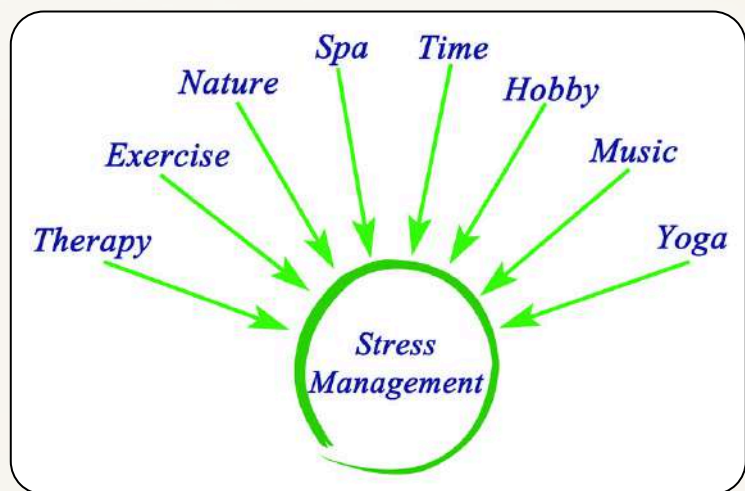 Spa
Time
Nature
Hobby
Exercise
Music
Therapy
Yoga
Stress
Management